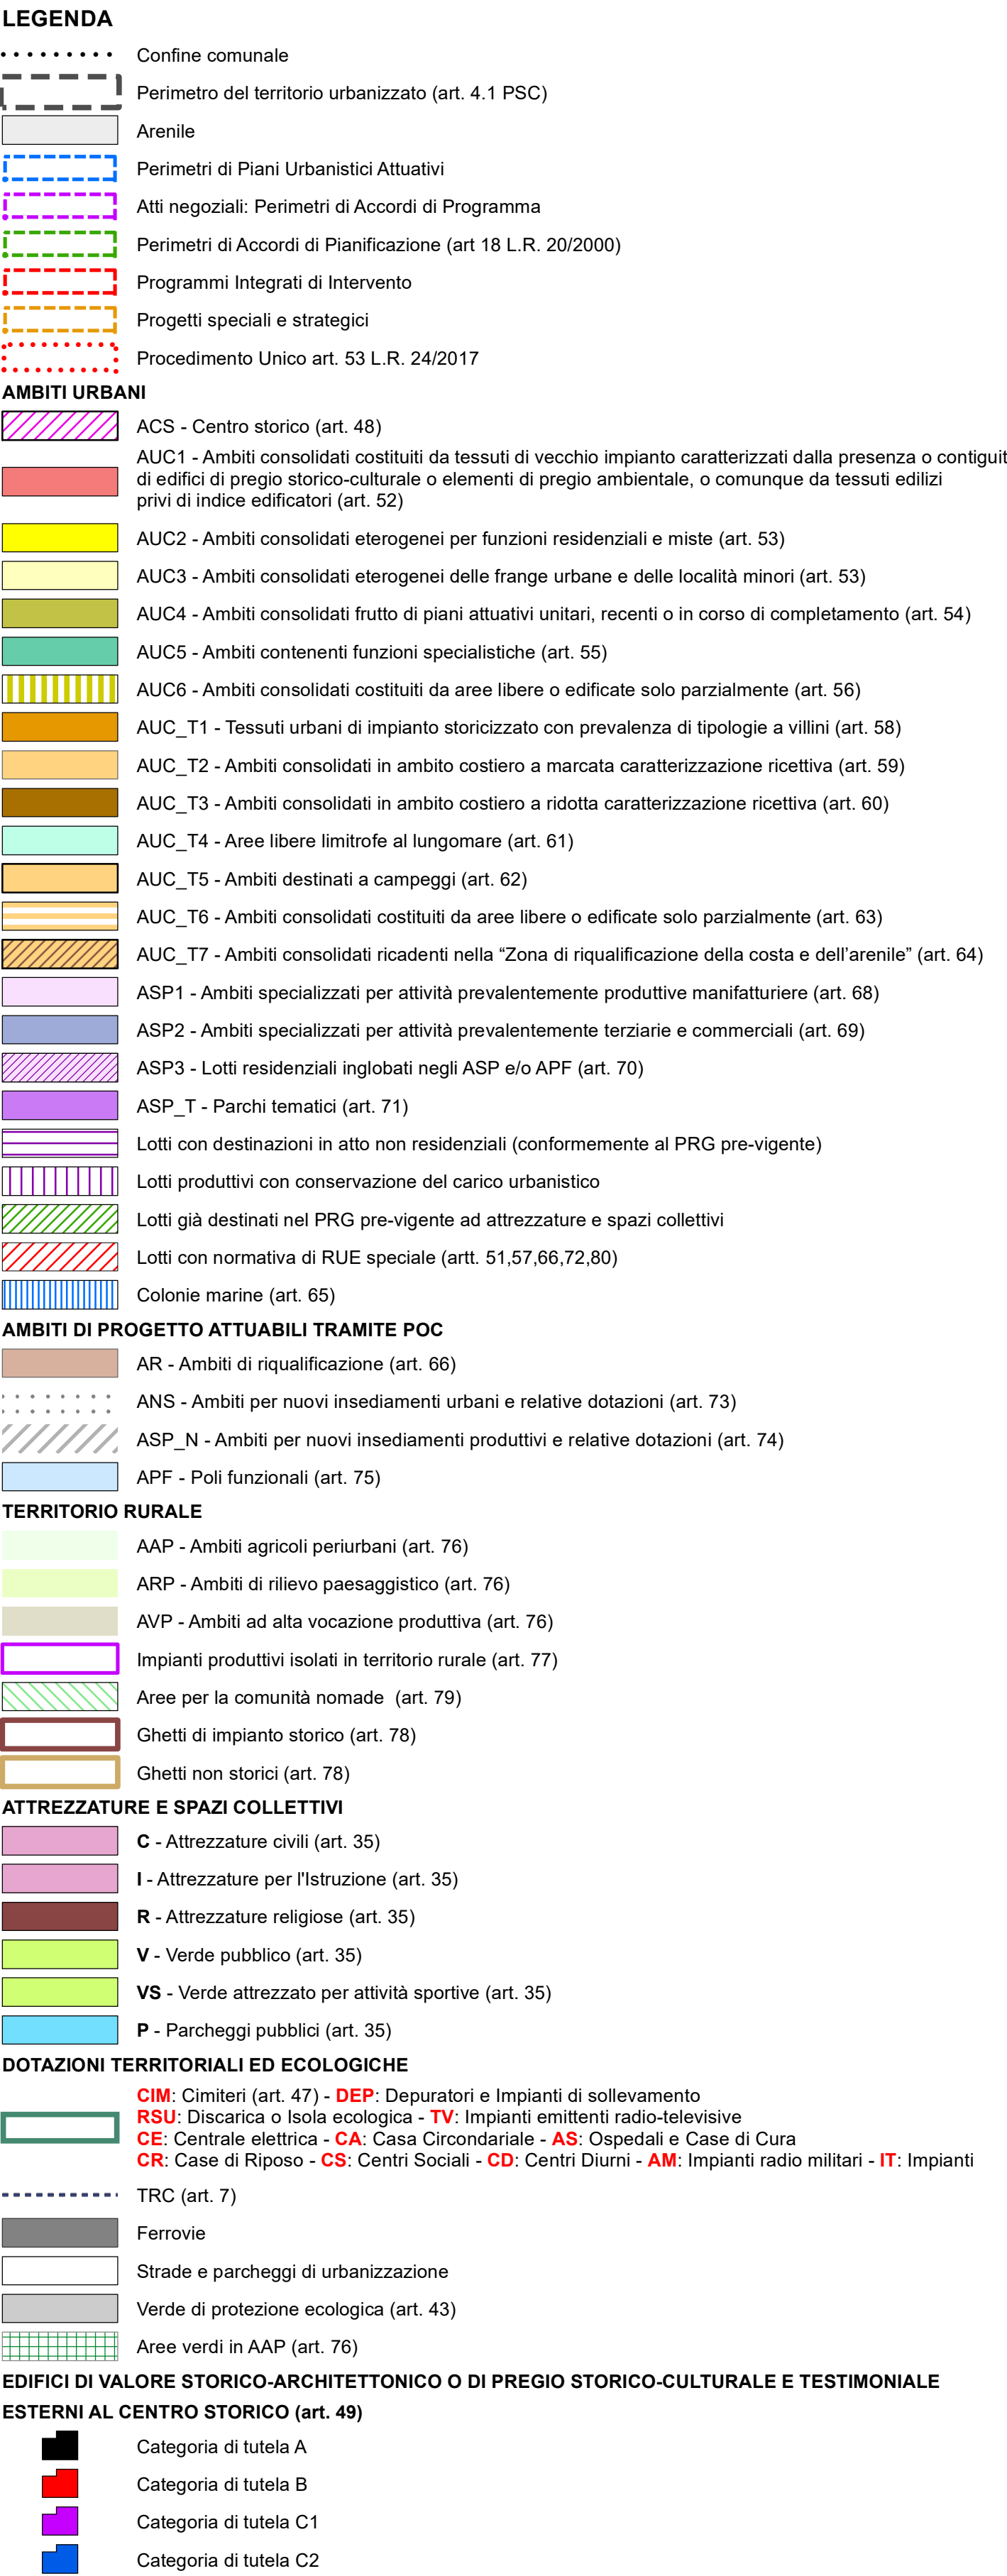 LEGENDA
Confine comunale
Perimetro del territorio urbanizzato (art. 4.1 PSC)
Arenile
Perimetri di Piani Urbanistici Attuativi
Atti negoziali: Perimetri di Accordi di Programma
Perimetri di Accordi di Pianificazione (art 18 L.R. 20/2000)
Programmi Integrati di Intervento
Progetti speciali e strategici
Procedimento Unico art. 53 L.R. 24/2017
AMBITI URBANI
ACS - Centro storico (art. 48)
AUC1 - Ambiti consolidati costituiti da tessuti di vecchio impianto caratterizzati dalla presenza o contiguit
di edifici di pregio storico-culturale o elementi di pregio ambientale, o comunque da tessuti edilizi
privi di indice edificatori (art. 52)
AUC2 - Ambiti consolidati eterogenei per funzioni residenziali e miste (art. 53)
AUC3 - Ambiti consolidati eterogenei delle frange urbane e delle località minori (art. 53)
AUC4 - Ambiti consolidati frutto di piani attuativi unitari, recenti o in corso di completamento (art. 54)
AUC5 - Ambiti contenenti funzioni specialistiche (art. 55)
AUC6 - Ambiti consolidati costituiti da aree libere o edificate solo parzialmente (art. 56)
AUC_T1 - Tessuti urbani di impianto storicizzato con prevalenza di tipologie a villini (art. 58)
AUC_T2 - Ambiti consolidati in ambito costiero a marcata caratterizzazione ricettiva (art. 59)
AUC_T3 - Ambiti consolidati in ambito costiero a ridotta caratterizzazione ricettiva (art. 60)
AUC_T4 - Aree libere limitrofe al lungomare (art. 61)
AUC_T5 - Ambiti destinati a campeggi (art. 62)
AUC_T6 - Ambiti consolidati costituiti da aree libere o edificate solo parzialmente (art. 63)
AUC_T7 - Ambiti consolidati ricadenti nella “Zona di riqualificazione della costa e dell’arenile” (art. 64)
ASP1 - Ambiti specializzati per attività prevalentemente produttive manifatturiere (art. 68)
ASP2 - Ambiti specializzati per attività prevalentemente terziarie e commerciali (art. 69)
ASP3 - Lotti residenziali inglobati negli ASP e/o APF (art. 70)
ASP_T - Parchi tematici (art. 71)
Lotti con destinazioni in atto non residenziali (conformemente al PRG pre-vigente)
Lotti produttivi con conservazione del carico urbanistico
Lotti già destinati nel PRG pre-vigente ad attrezzature e spazi collettivi
Lotti con normativa di RUE speciale (artt. 51,57,66,72,80)
Colonie marine (art. 65)
AMBITI DI PROGETTO ATTUABILI TRAMITE POC
AR - Ambiti di riqualificazione (art. 66)
ANS - Ambiti per nuovi insediamenti urbani e relative dotazioni (art. 73)
ASP_N - Ambiti per nuovi insediamenti produttivi e relative dotazioni (art. 74)
APF - Poli funzionali (art. 75)
TERRITORIO RURALE
AAP - Ambiti agricoli periurbani (art. 76)
ARP - Ambiti di rilievo paesaggistico (art. 76)
AVP - Ambiti ad alta vocazione produttiva (art. 76)
Impianti produttivi isolati in territorio rurale (art. 77)
Aree per la comunità nomade (art. 79)
Ghetti di impianto storico (art. 78)
Ghetti non storici (art. 78)
ATTREZZATURE E SPAZI COLLETTIVI
C - Attrezzature civili (art. 35)
I - Attrezzature per l'Istruzione (art. 35)
R - Attrezzature religiose (art. 35)
V - Verde pubblico (art. 35)
VS - Verde attrezzato per attività sportive (art. 35)
P - Parcheggi pubblici (art. 35)
DOTAZIONI TERRITORIALI ED ECOLOGICHE
CIM: Cimiteri (art. 47) - DEP: Depuratori e Impianti di sollevamento
RSU: Discarica o Isola ecologica - TV: Impianti emittenti radio-televisive
CE: Centrale elettrica - CA: Casa Circondariale - AS: Ospedali e Case di Cura
CR: Case di Riposo - CS: Centri Sociali - CD: Centri Diurni - AM: Impianti radio militari - IT: Impianti
TRC (art. 7)
Ferrovie
Strade e parcheggi di urbanizzazione
Verde di protezione ecologica (art. 43)
Aree verdi in AAP (art. 76)
EDIFICI DI VALORE STORICO-ARCHITETTONICO O DI PREGIO STORICO-CULTURALE E TESTIMONIALE
ESTERNI AL CENTRO STORICO (art. 49)
Categoria di tutela A
Categoria di tutela B
Categoria di tutela C1
Categoria di tutela C2